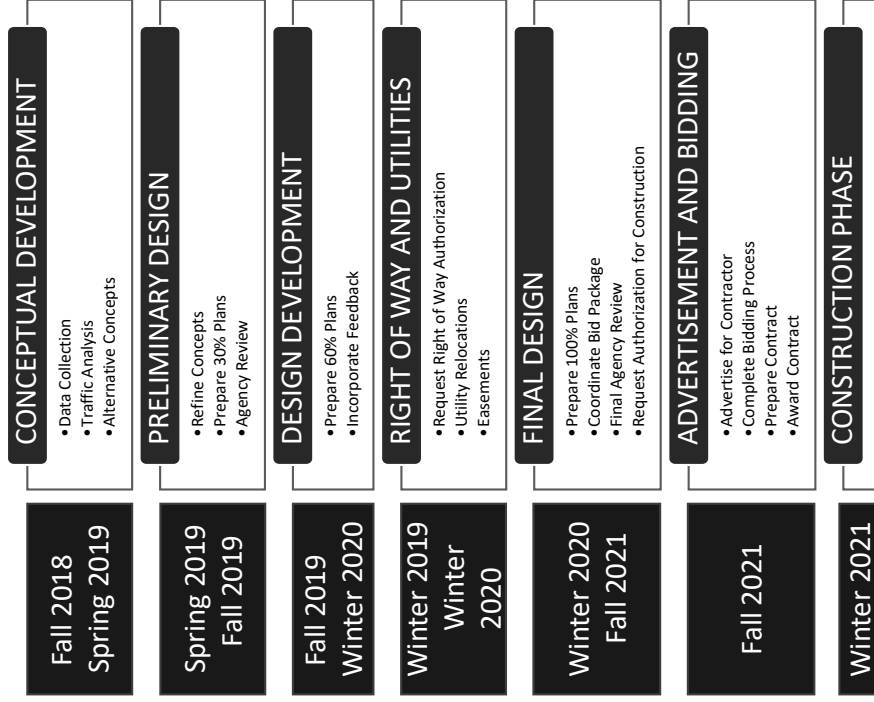 CONCEPTUAL DEVELOPMENT
Fall 2018
Spring 2019
• Data Collection
• Traffic Analysis
• Alternative Concepts
PRELIMINARY DESIGN
Spring 2019
Fall 2019
• Refine Concepts
• Prepare 30% Plans
• Agency Review
DESIGN DEVELOPMENT
Fall 2019
Winter 2020
• Prepare 60% Plans
• Incorporate Feedback
RIGHT OF WAY AND UTILITIES
Winter 2019
Winter
2020
• Request Right of Way Authorization
• Utility Relocations
• Easements
FINAL DESIGN
Winter 2020
Fall 2021
• Prepare 100% Plans
• Coordinate Bid Package
• Final Agency Review
• Request Authorization for Construction
ADVERTISEMENT AND BIDDING
Fall 2021
• Advertise for Contractor
• Complete Bidding Process
• Prepare Contract
• Award Contract
CONSTRUCTION PHASE
Winter 2021